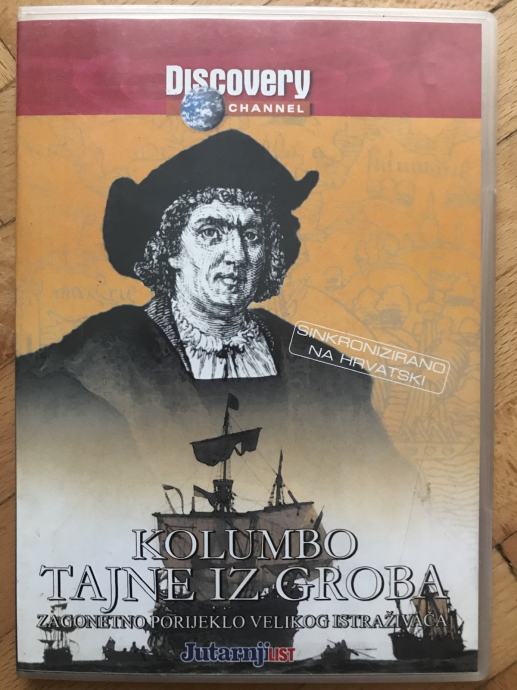 Discovery
CHANNEL
SINKRONIZIRANO
NA HRVATSKI
KOLUMBO
TAJNE IZ GROBA
ZAGONETNO PORIJEKLO VELIKOG ISTRAŽIVAČA
Jutarnji LIST